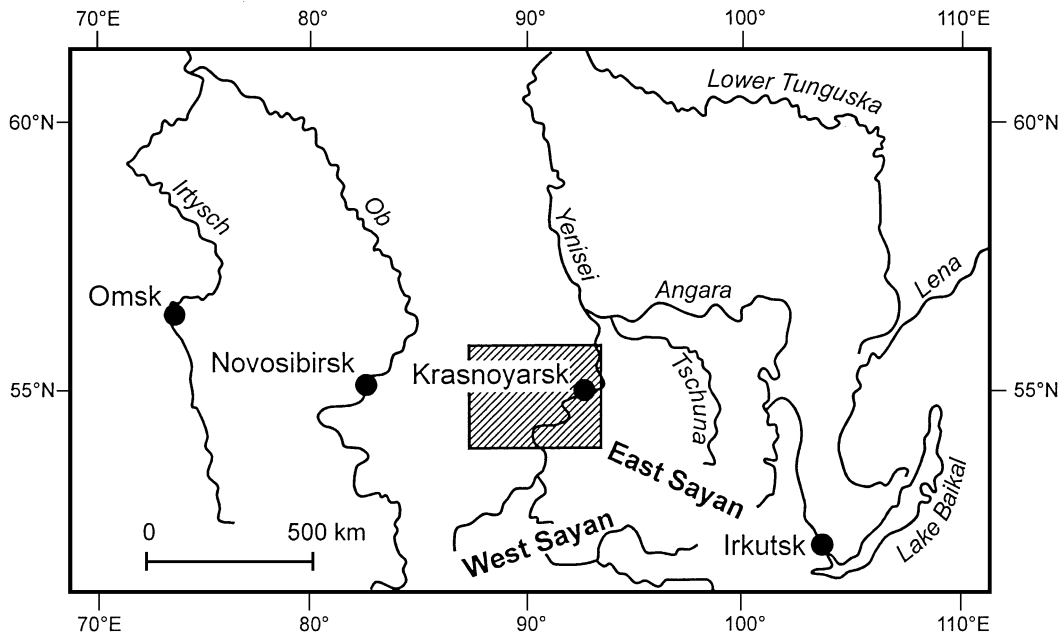 70°E 80° 90° 100° 110°E
Lower Tunguska
60°N 60°N
Irtysch
Ob
Yenisei
Lena
Omsk
Angara
Novosibirsk
Krasnoyarsk
Tschuna
55°N 55°N
East Sayan
Lake Baikal
0 500 km
West Sayan
Irkutsk
70°E 80° 90° 100° 110°E